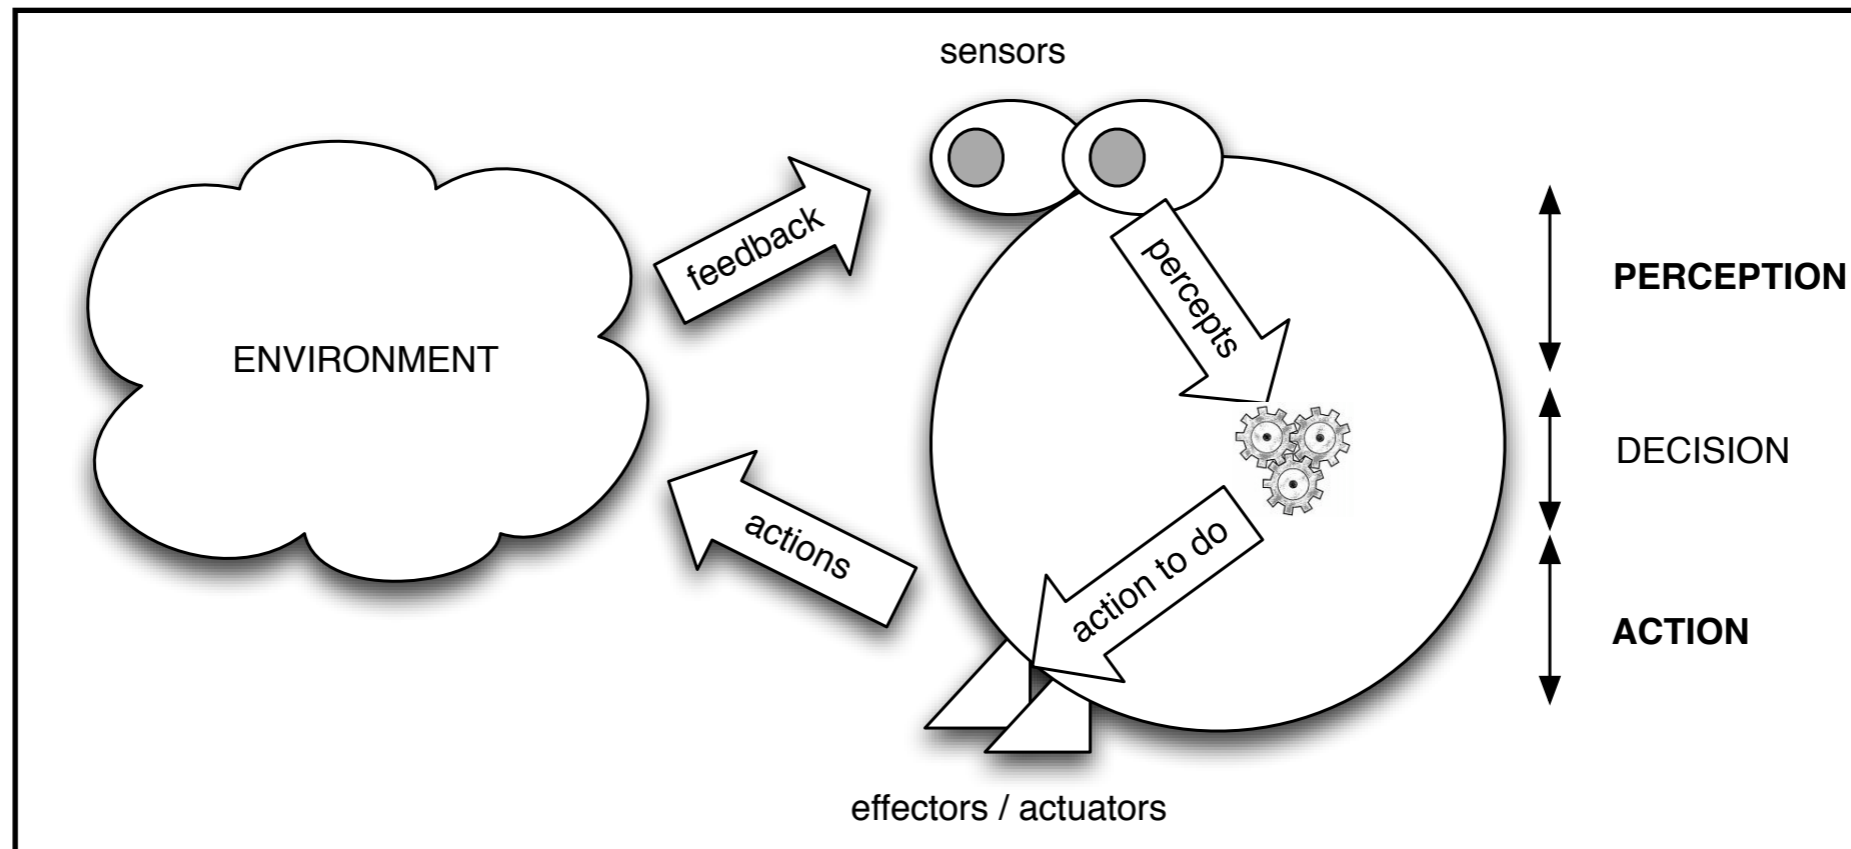 sensors
feedback
percepts
PERCEPTION
ENVIRONMENT
DECISION
actions
action to do
ACTION
effectors / actuators